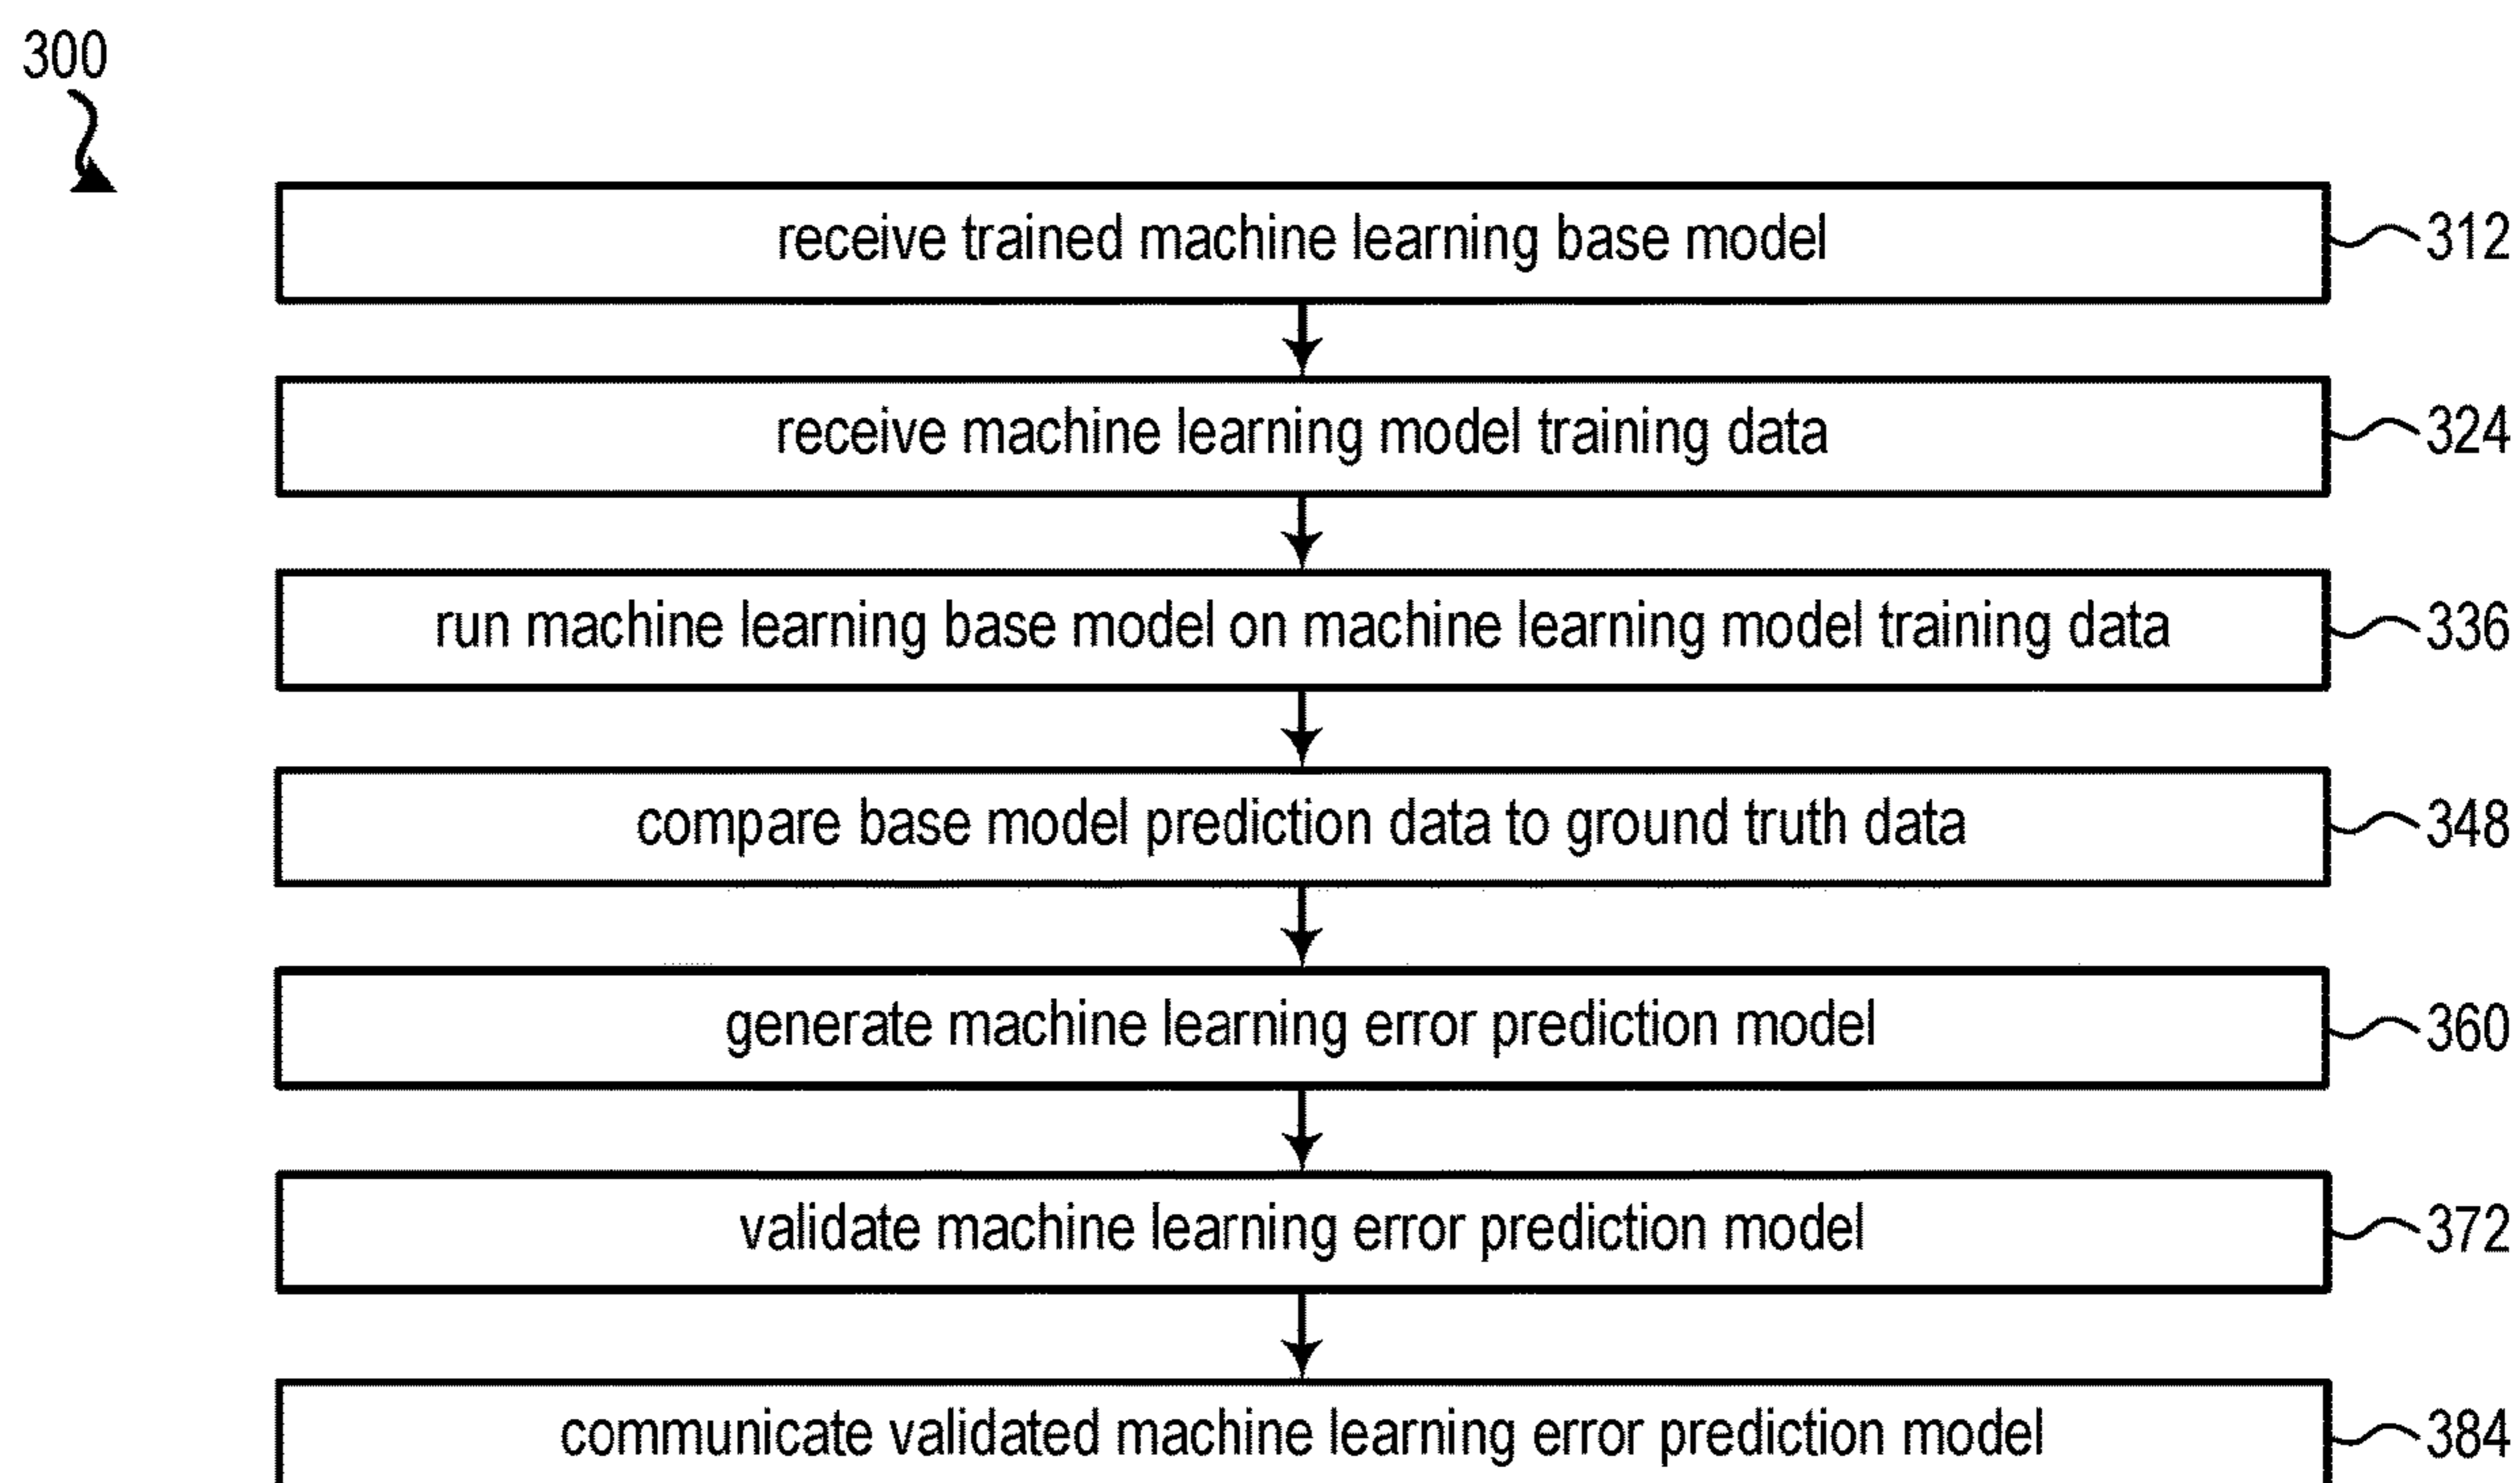 300
receive trained machine learning base model
312
receive machine learning model training data
324
run machine learning base model on machine learning model training data
336
compare base model prediction data to ground truth data
348
generate machine learning error prediction model
360
validate machine learning error prediction model
372
communicate validated machine learning error prediction model
384